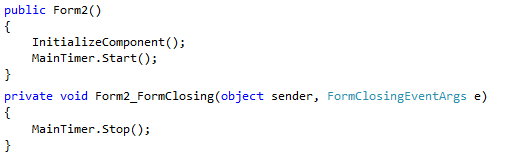 public Form2()
{
    InitializeComponent();
    MainTimer.Start();
}
private void Form2_FormClosing(object sender, FormClosingEventArgs e)
{
    MainTimer.Stop();
}